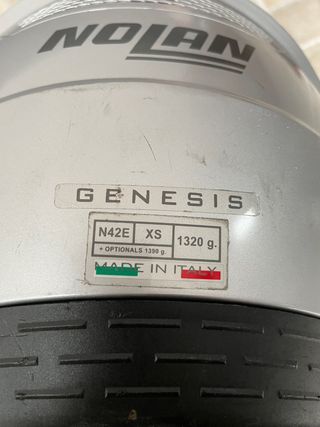 NOLAN
GENESIS
N42E XS 1320 g.
+ OPTIONALS 1390 g.
MADE IN ITALY